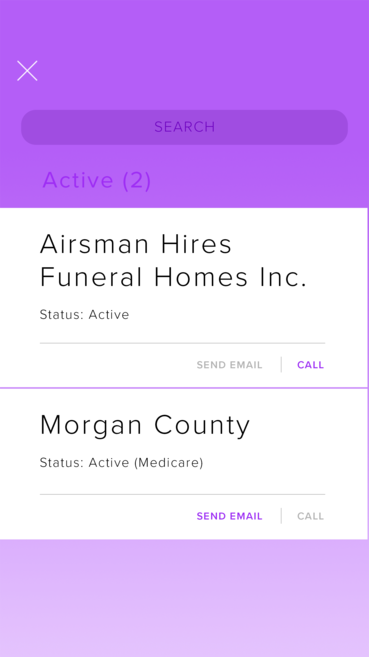 SEARCH
Active (2)
Airsman Hires
Funeral Homes Inc.
Status: Active
SEND EMAIL
CALL
Morgan County
Status: Active (Medicare)
SEND EMAIL
CALL